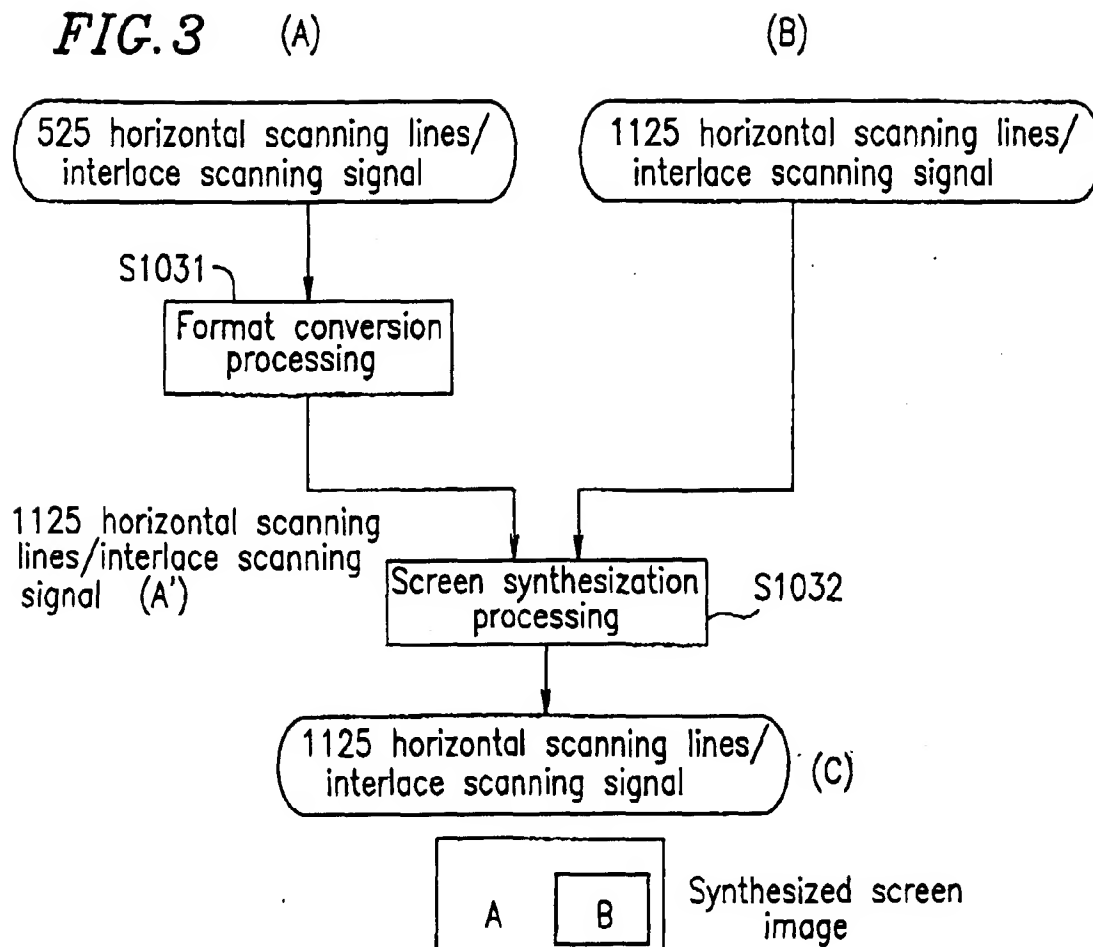 FIG.3 (A) (B)
525 horizontal scanning lines/
interlace scanning signal
1125 horizontal scanning lines/
interlace scanning signal
S1031
Format conversion
processing
1125 horizontal scanning
lines/interlace scanning
signal (A')
Screen synthesization
processing
S1032
1125 horizontal scanning lines/
interlace scanning signal
(C)
A
B
Synthesized screen
image